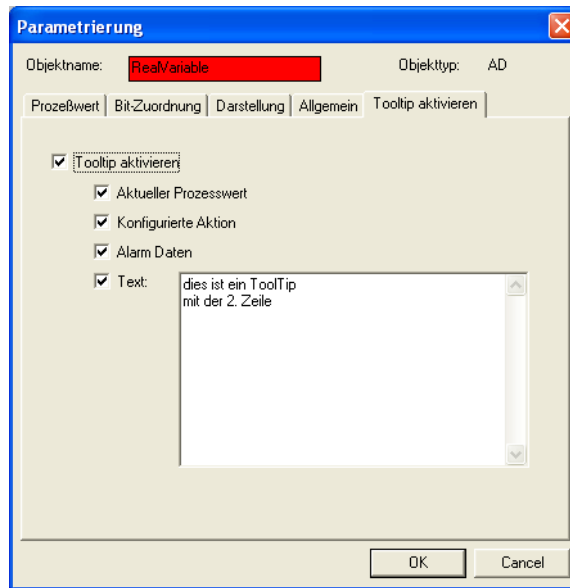 Parametrierung
Objektname: RealVariable Objekttyp: AD
Prozeßwert Bit-Zuordnung Darstellung Allgemein Tooltip aktivieren
Tooltip aktivieren
Aktueller Prozesswert
Konfigurierte Aktion
Alarm Daten
Text: dies ist ein ToolTip
mit der 2. Zeile
OK Cancel